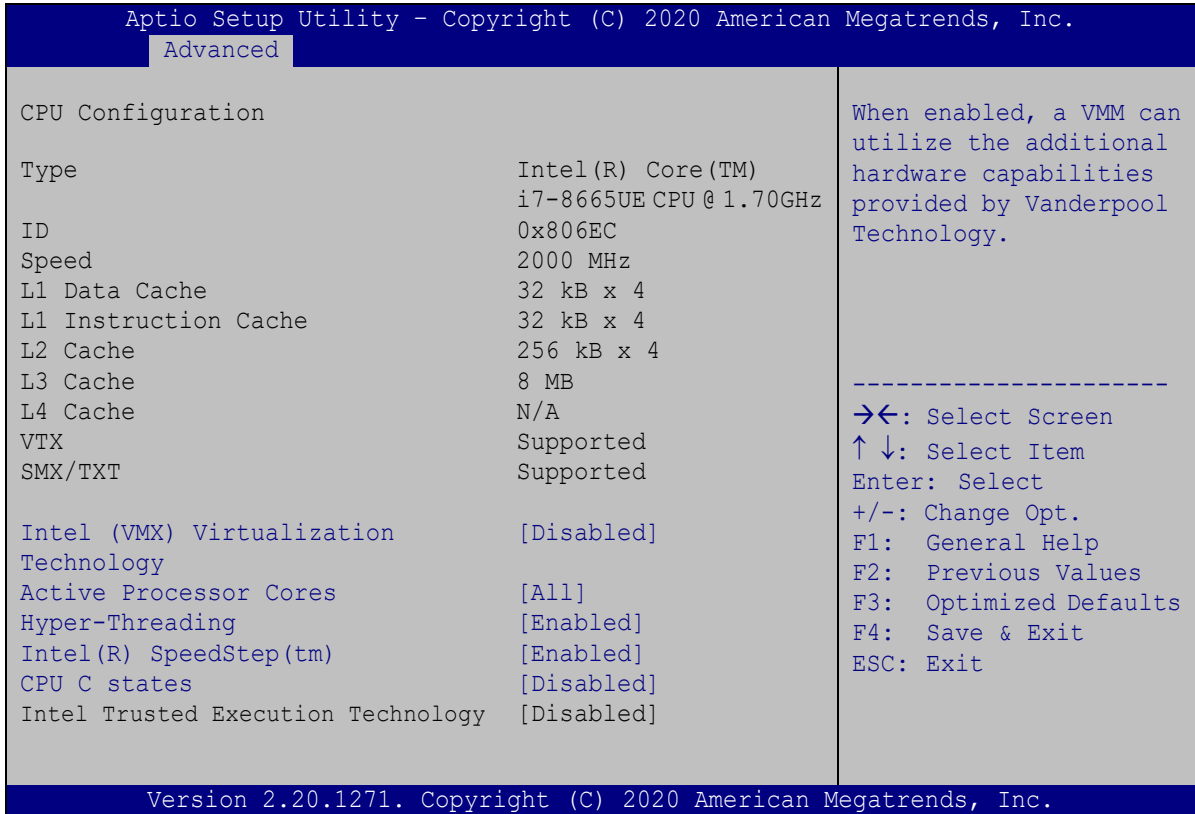 Aptio Setup Utility – Copyright (C) 2020 American Megatrends, Inc.
Advanced
CPU Configuration
Type Intel(R) Core(TM)
i7-8665UE CPU @ 1.70GHz
ID 0x806EC
Speed 2000 MHz
L1 Data Cache 32 kB x 4
L1 Instruction Cache 32 kB x 4
L2 Cache 256 kB x 4
L3 Cache 8 MB
L4 Cache N/A
VTX Supported
SMX/TXT Supported
Intel (VMX) Virtualization [Disabled]
Technology
Active Processor Cores [All]
Hyper-Threading [Enabled]
Intel(R) SpeedStep(tm) [Enabled]
CPU C states [Disabled]
Intel Trusted Execution Technology [Disabled]
When enabled, a VMM can
utilize the additional
hardware capabilities
provided by Vanderpool
Technology.
----------------------
→←: Select Screen
↑ ↓: Select Item
Enter: Select
+/-: Change Opt.
F1: General Help
F2: Previous Values
F3: Optimized Defaults
F4: Save & Exit
ESC: Exit
Version 2.20.1271. Copyright (C) 2020 American Megatrends, Inc.